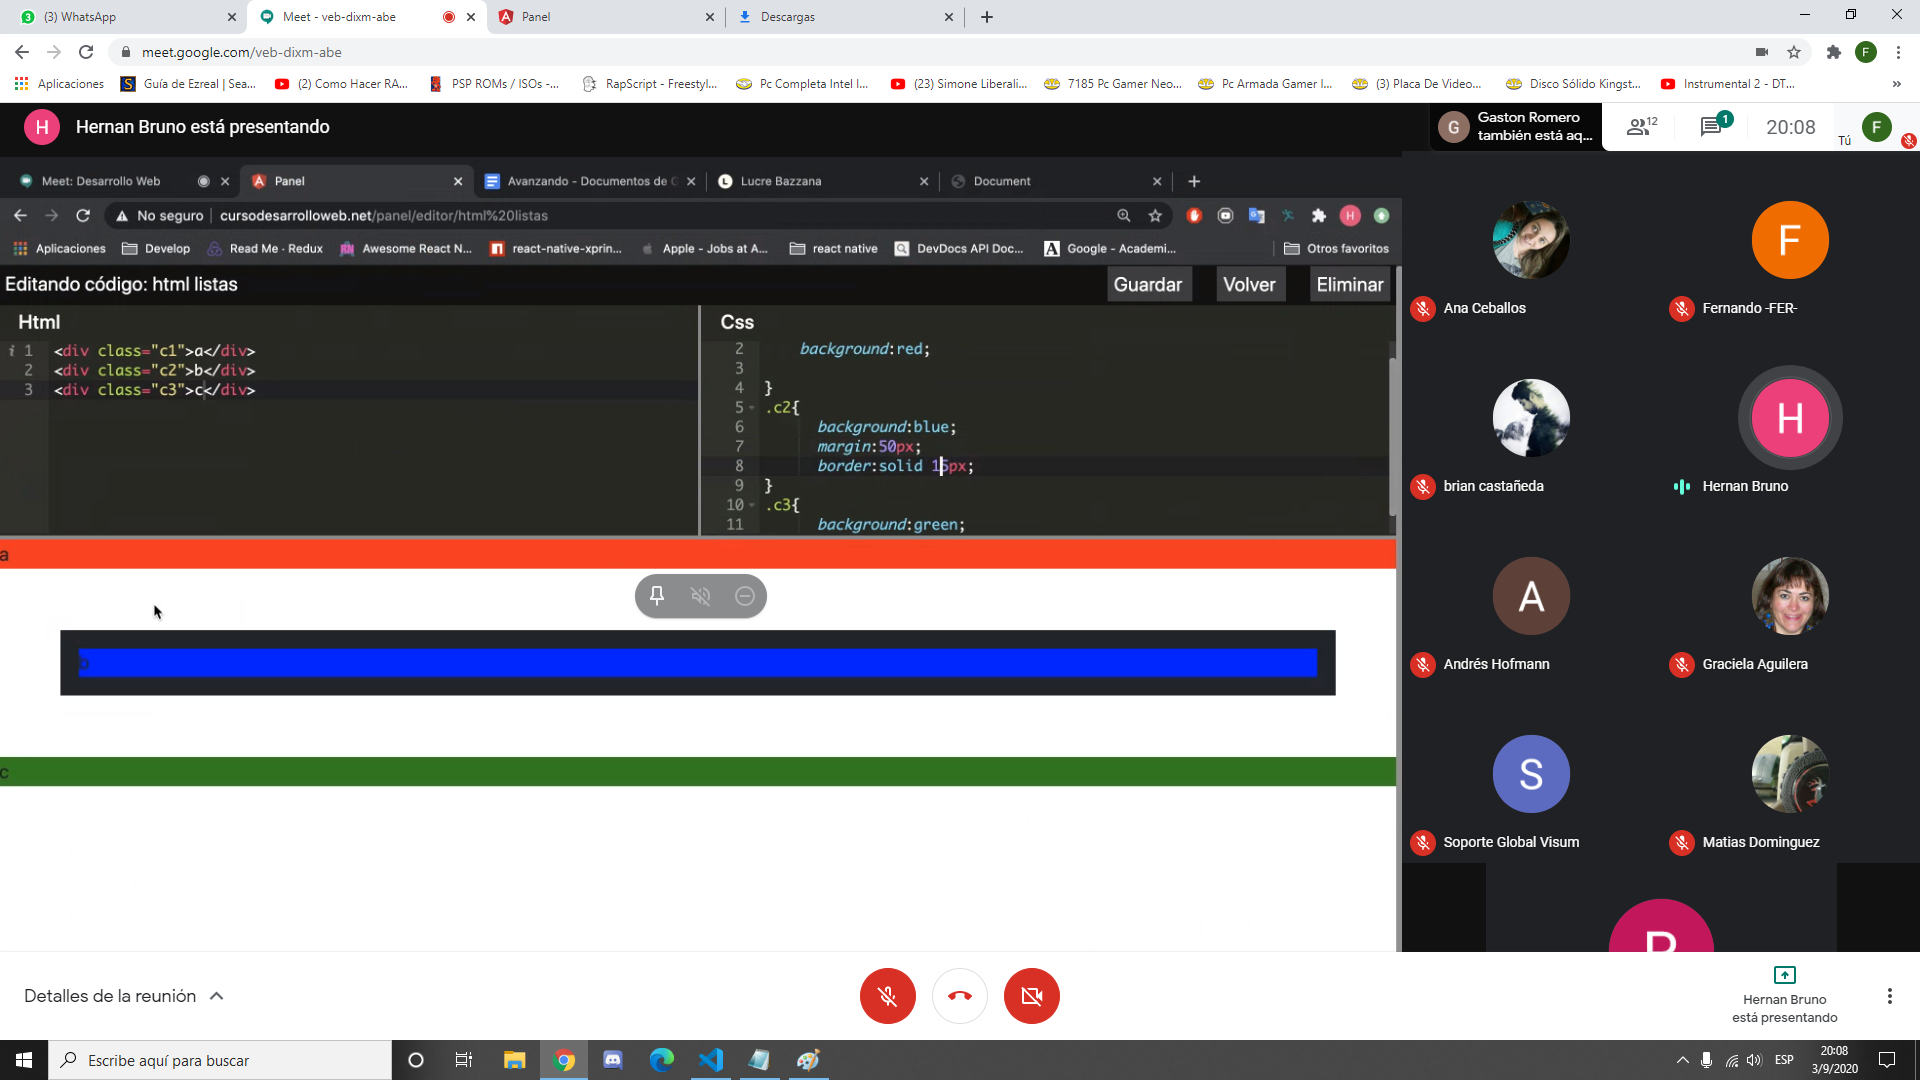 (3) WhatsApp
Meet - veb-dixm-abe
Panel
Descargas
meet.google.com/veb-dixm-abe
F
Aplicaciones
Guía de Ezreal | Sea...
(2) Como Hacer RA...
PSP ROMs / ISOs -...
RapScript - Freestyl...
Pc Completa Intel I...
(23) Simone Liberali...
7185 Pc Gamer Neo...
Pc Armada Gamer I...
(3) Placa De Video...
Disco Sólido Kingst...
Instrumental 2 - DT...
»
H
Hernan Bruno está presentando
G
Gaston Romero
también está aq...
12
1
20:08
Tú
F
Meet: Desarrollo Web
Panel
Avanzando - Documentos de G
Lucre Bazzana
Document
No seguro | cursodesarrolloweb.net/panel/editor/html%20listas
H
Aplicaciones
Develop
Read Me · Redux
Awesome React N...
react-native-xprin...
Apple - Jobs at A...
react native
DevDocs API Doc...
Google - Academi...
Otros favoritos
Editando código: html listas
Guardar
Volver
Eliminar
Html
1 <div class="c1">a</div>
2 <div class="c2">b</div>
3 <div class="c3">c</div>
Css
2 background:red;
3
4 }
5 .c2{
6 background:blue;
7 margin:50px;
8 border:solid 15px;
9 }
10 .c3{
11 background:green;
a
b
c
Ana Ceballos
F
Fernando -FER-
brian castañeda
H
Hernan Bruno
A
Andrés Hofmann
Graciela Aguilera
S
Soporte Global Visum
Matias Dominguez
Detalles de la reunión
Hernan Bruno
está presentando
Escribe aquí para buscar
ESP
20:08
3/9/2020